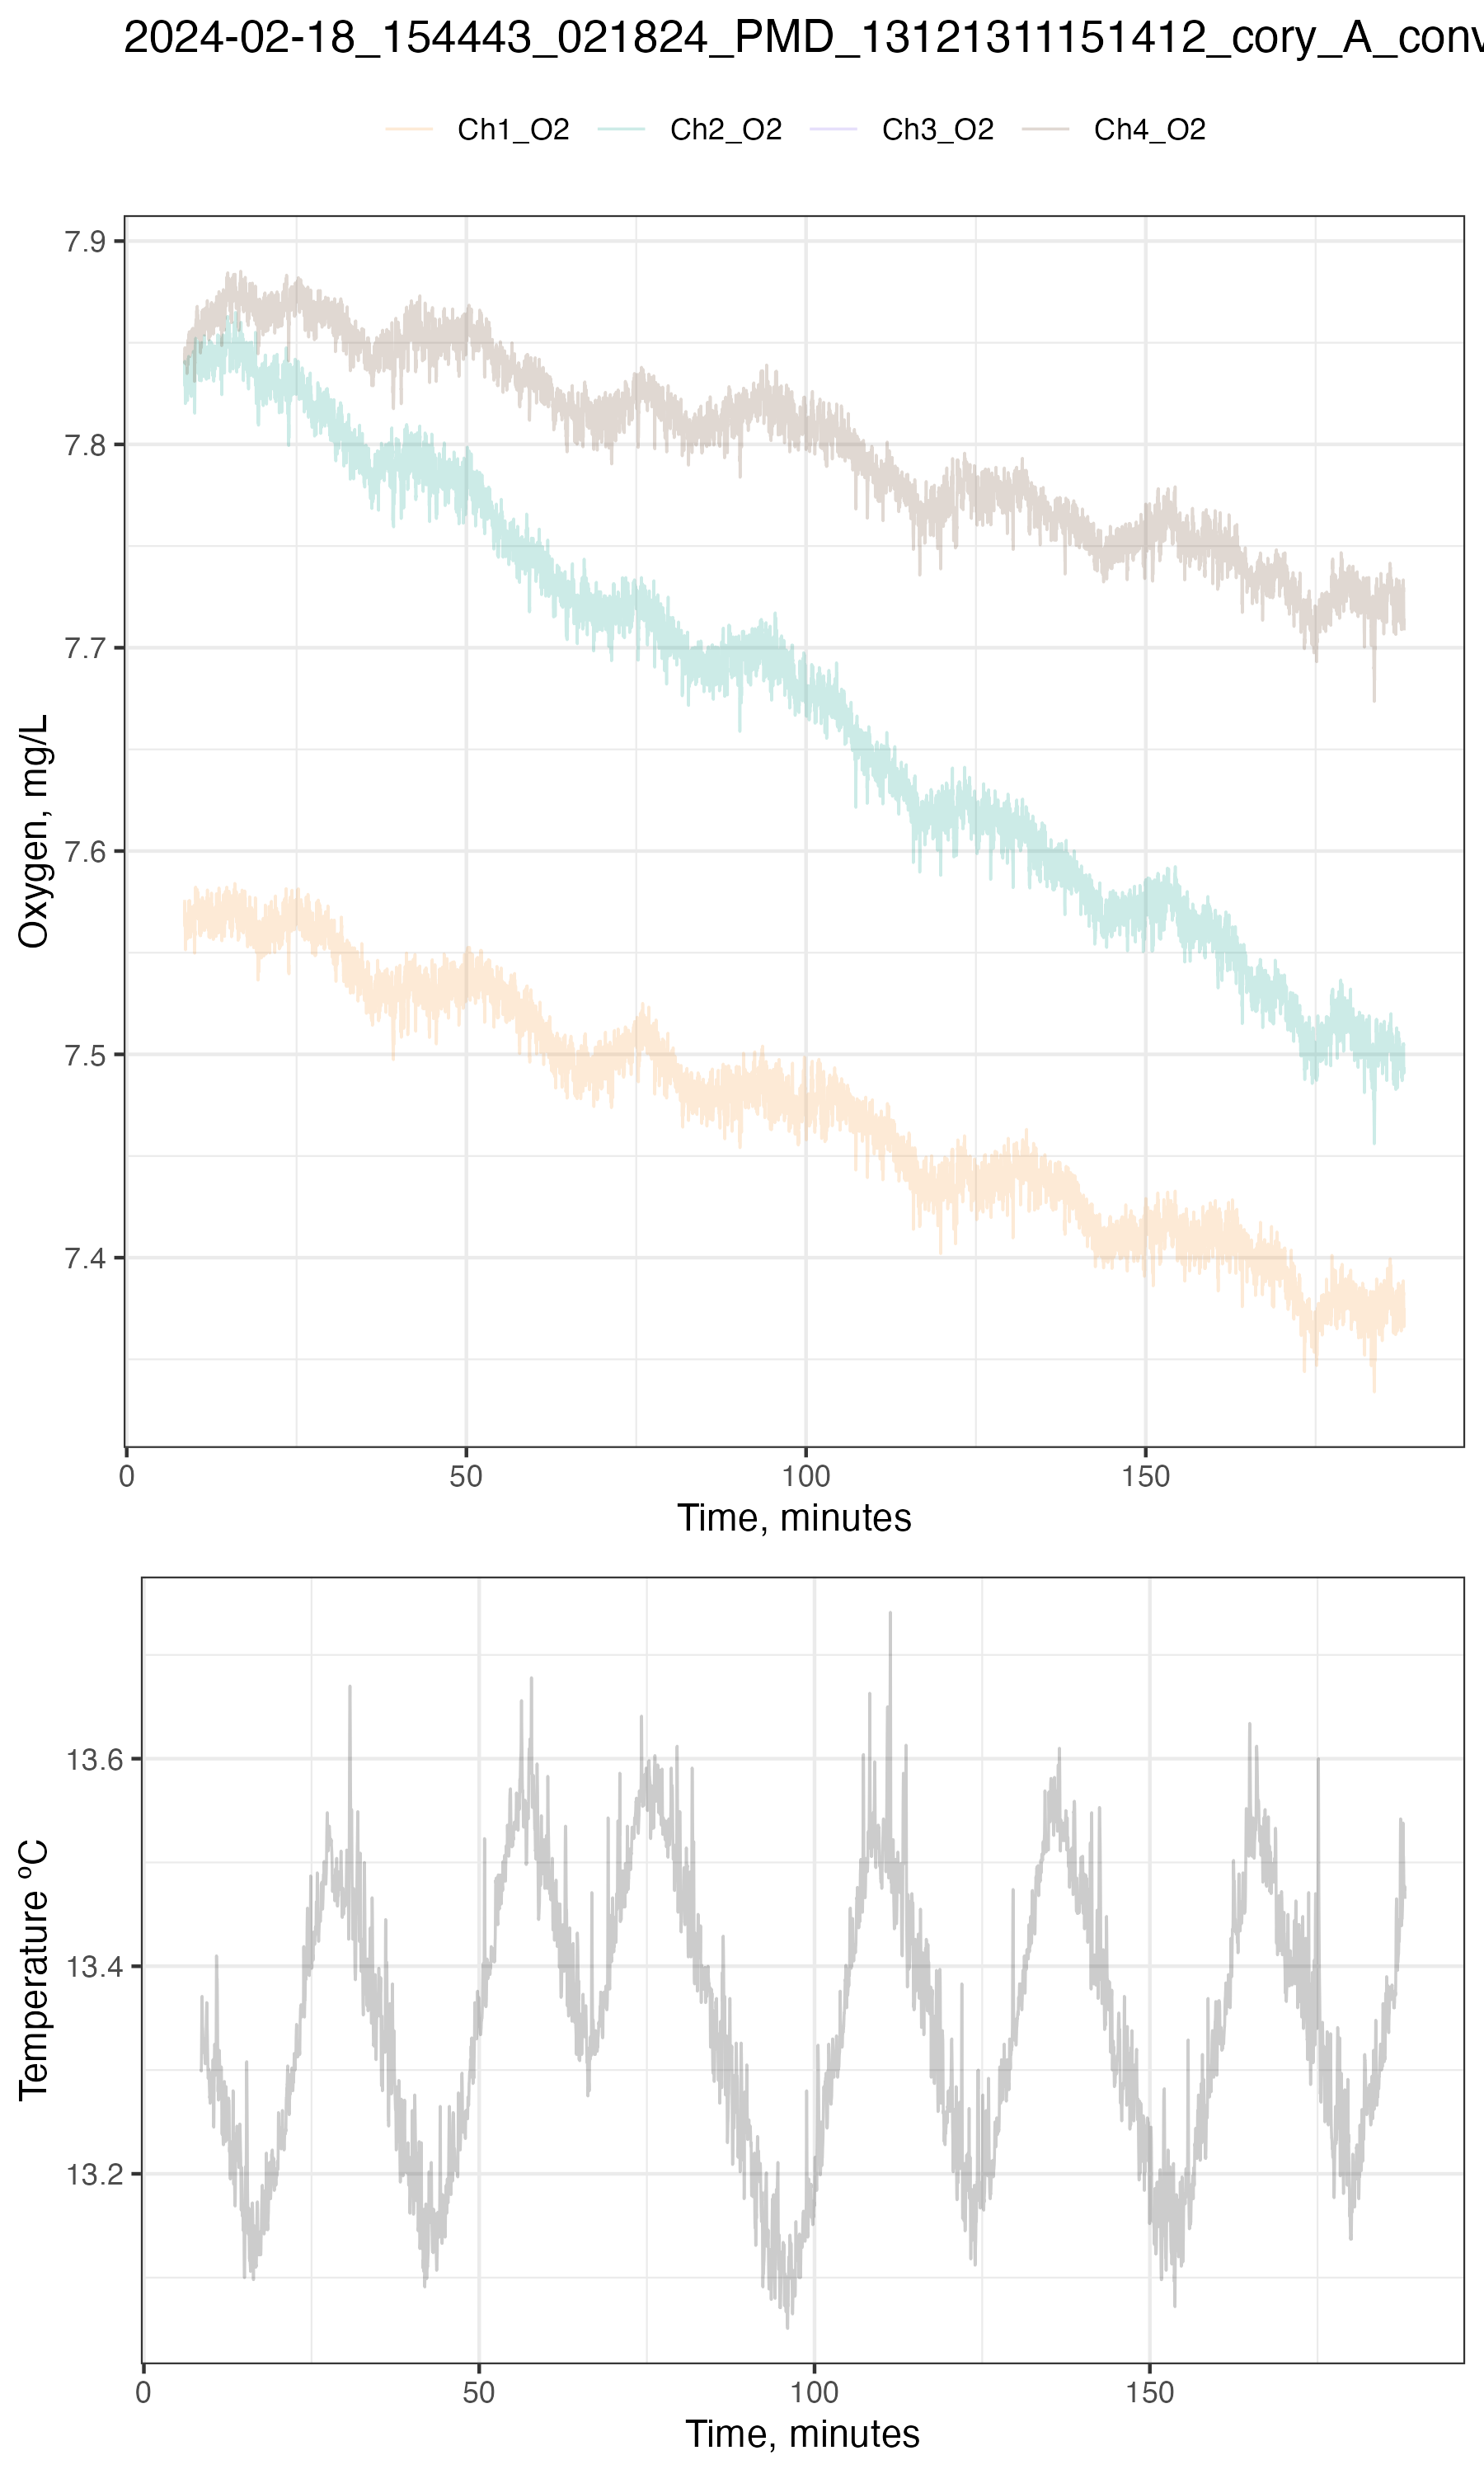 2024-02-18_154443_021824_PMD_13121311151412_cory_A_conv
Ch1_O2 Ch2_O2 Ch3_O2 Ch4_O2
7.9
7.8
7.7
7.6
7.5
7.4
Oxygen, mg/L
0 50 100 150
Time, minutes
13.6
13.4
13.2
Temperature ºC
0 50 100 150
Time, minutes